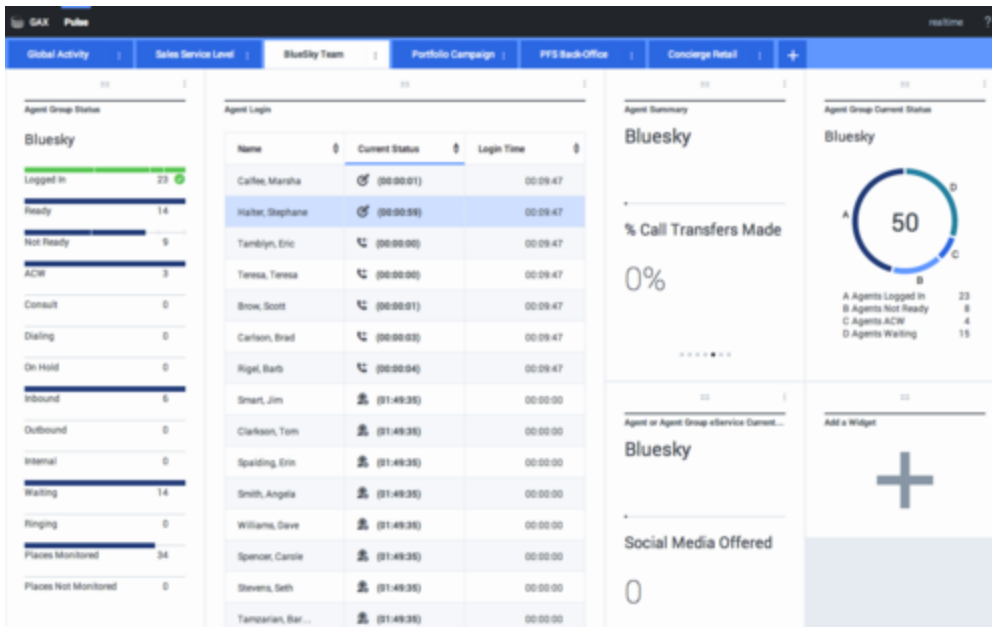 GAX Pulse realtime ?
Global Activity Sales Service Level BlueSky Team Portfolio Campaign PFS Back-Office Concierge Retail +
Agent Group Status
Bluesky
Logged In 23
Ready 14
Not Ready 9
ACW 3
Consult 0
Dialing 0
On Hold 0
Inbound 6
Outbound 0
Internal 0
Waiting 14
Ringing 0
Places Monitored 34
Places Not Monitored 0
Agent Login
Name Current Status Login Time
Calfee, Marsha (00:00:01) 00:09:47
Halter, Stephane (00:00:59) 00:09:47
Tamblyn, Eric (00:00:00) 00:09:47
Teresa, Teresa (00:00:00) 00:09:47
Brow, Scott (00:00:01) 00:09:47
Carlson, Brad (00:00:03) 00:09:47
Rigel, Barb (00:00:04) 00:09:47
Smart, Jim (01:49:35) 00:00:00
Clarkson, Tom (01:49:35) 00:00:00
Spalding, Erin (01:49:35) 00:00:00
Smith, Angela (01:49:35) 00:00:00
Williams, Dave (01:49:35) 00:00:00
Spencer, Carole (01:49:35) 00:00:00
Stevens, Seth (01:49:35) 00:00:00
Tamzarian, Bar... (01:49:35) 00:00:00
Agent Summary
Bluesky
% Call Transfers Made
0%
Agent Group Current Status
Bluesky
50
A
B
C
D
A Agents Logged In 23
B Agents Not Ready 8
C Agents ACW 4
D Agents Waiting 15
Agent or Agent Group eService Current...
Bluesky
Social Media Offered
0
Add a Widget